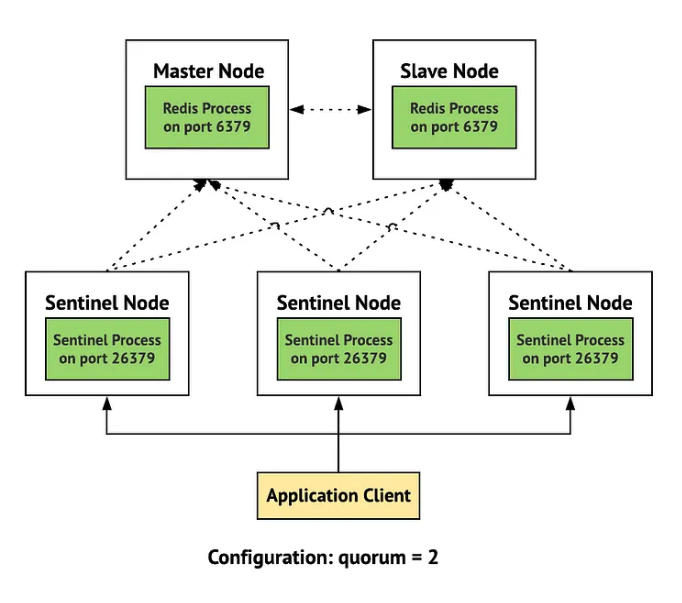 Master Node
Redis Process
on port 6379
Slave Node
Redis Process
on port 6379
Sentinel Node
Sentinel Process
on port 26379
Sentinel Node
Sentinel Process
on port 26379
Sentinel Node
Sentinel Process
on port 26379
Application Client
Configuration: quorum = 2